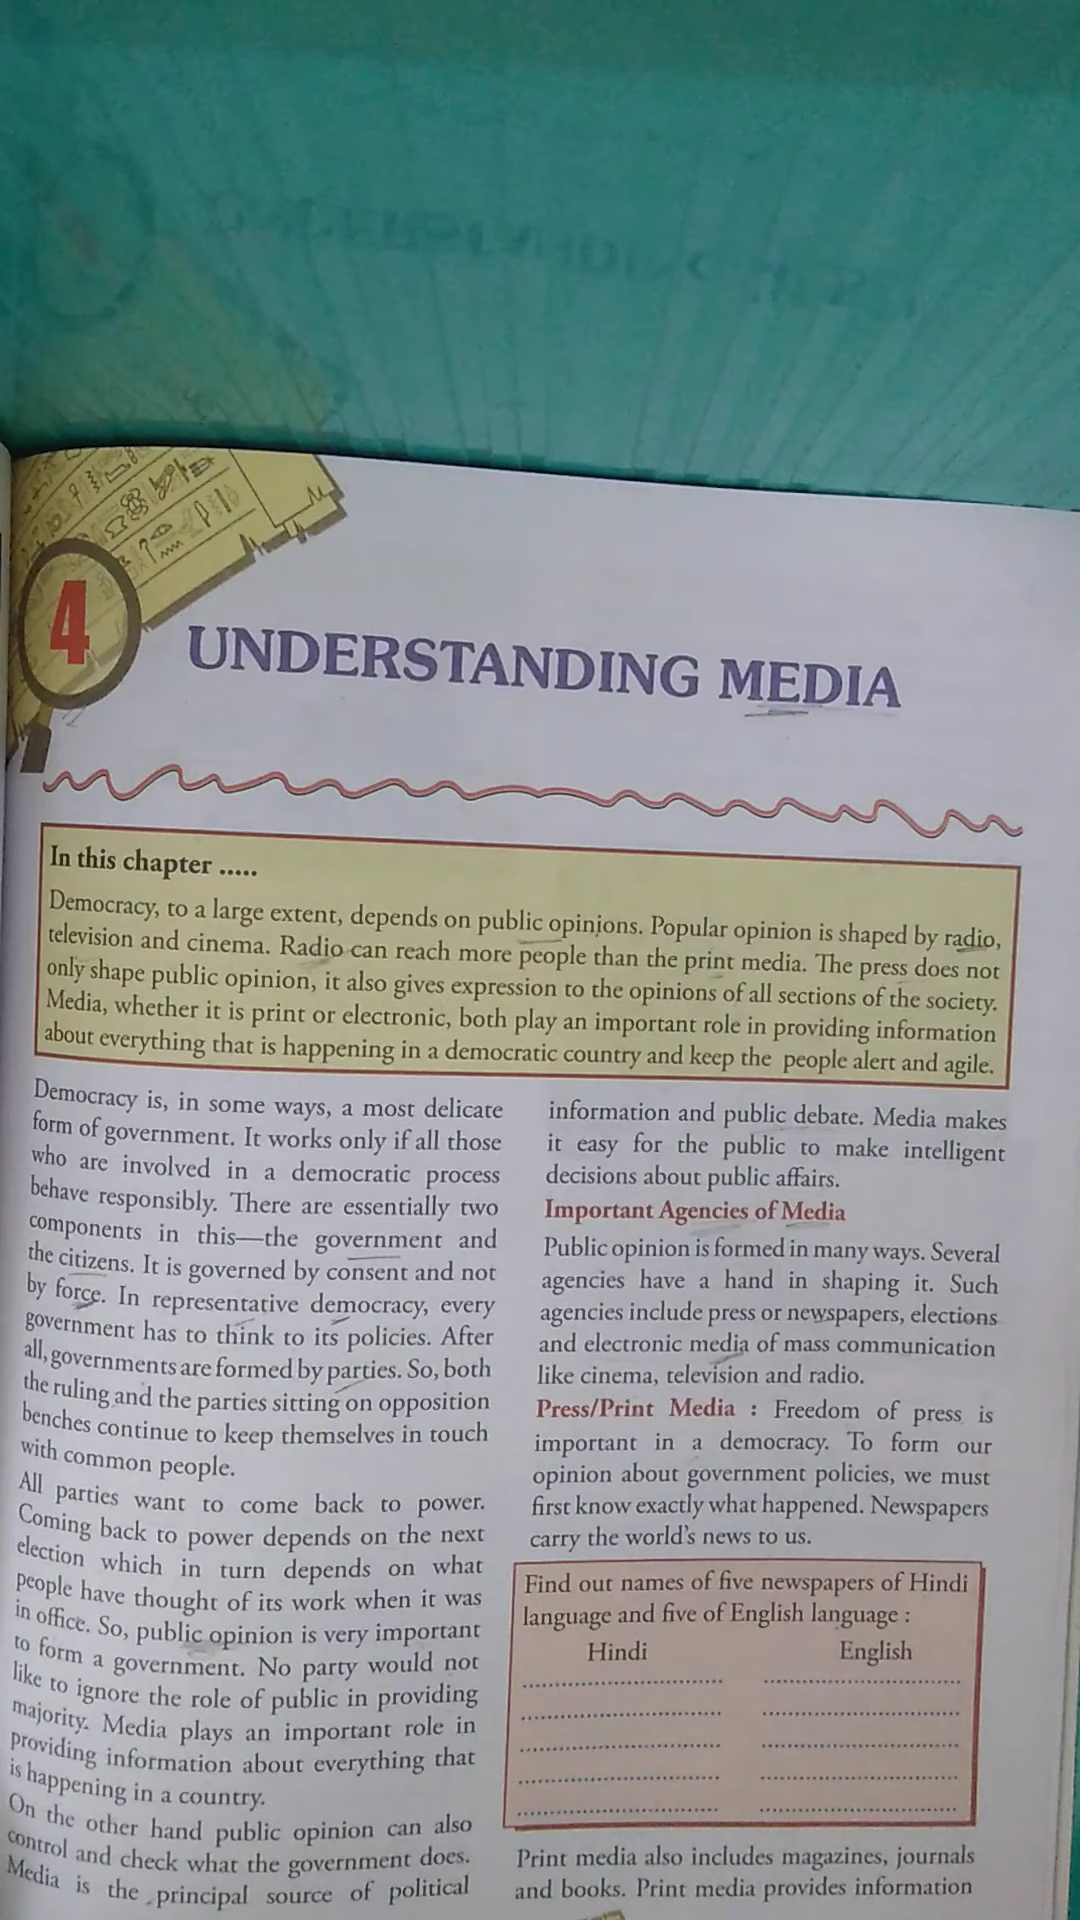 4
UNDERSTANDING MEDIA
In this chapter .....
Democracy, to a large extent, depends on public opinions. Popular opinion is shaped by radio,
television and cinema. Radio can reach more people than the print media. The press does not
only shape public opinion, it also gives expression to the opinions of all sections of the society.
Media, whether it is print or electronic, both play an important role in providing information
about everything that is happening in a democratic country and keep the people alert and agile.
Democracy is, in some ways, a most delicate
form of government. It works only if all those
who are involved in a democratic process
behave responsibly. There are essentially two
components in this—the government and
the citizens. It is governed by consent and not
by force. In representative democracy, every
government has to think to its policies. After
all, governments are formed by parties. So, both
the ruling and the parties sitting on opposition
benches continue to keep themselves in touch
with common people.
All parties want to come back to power.
Coming back to power depends on the next
election which in turn depends on what
people have thought of its work when it was
in office. So, public opinion is very important
to form a government. No party would not
like to ignore the role of public in providing
majority. Media plays an important role in
providing information about everything that
is happening in a country.
On the other hand public opinion can also
control and check what the government does.
Media is the principal source of political
information and public debate. Media makes
it easy for the public to make intelligent
decisions about public affairs.
Important Agencies of Media
Public opinion is formed in many ways. Several
agencies have a hand in shaping it. Such
agencies include press or newspapers, elections
and electronic media of mass communication
like cinema, television and radio.
Press/Print Media : Freedom of press is
important in a democracy. To form our
opinion about government policies, we must
first know exactly what happened. Newspapers
carry the world's news to us.
Find out names of five newspapers of Hindi
language and five of English language :
Hindi English
Print media also includes magazines, journals
and books. Print media provides information